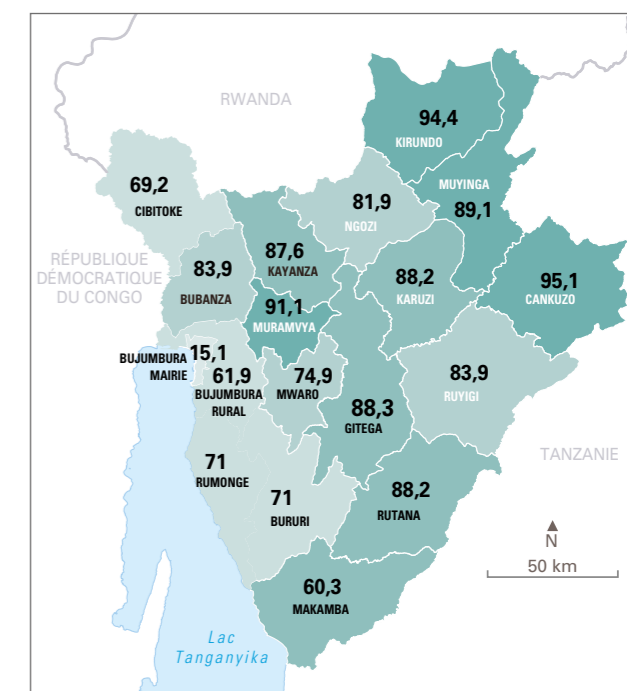 RWANDA
94,4
KIRUNDO
MUYINGA
89,1
69,2
CIBITOKE
81,9
NGOZI
RÉPUBLIQUE
DÉMOCRATIQUE
DU CONGO
83,9
BUBANZA
87,6
KAYANZA
88,2
KARUZI
95,1
CANKUZO
91,1
MURAMVYA
BUJUMBURA
MAIRIE
15,1
61,9
BUJUMBURA
RURAL
74,9
MWARO
88,3
GITEGA
83,9
RUYIGI
TANZANIE
71
RUMONGE
71
BURURI
88,2
RUTANA
N
50 km
60,3
MAKAMBA
Lac
Tanganyika